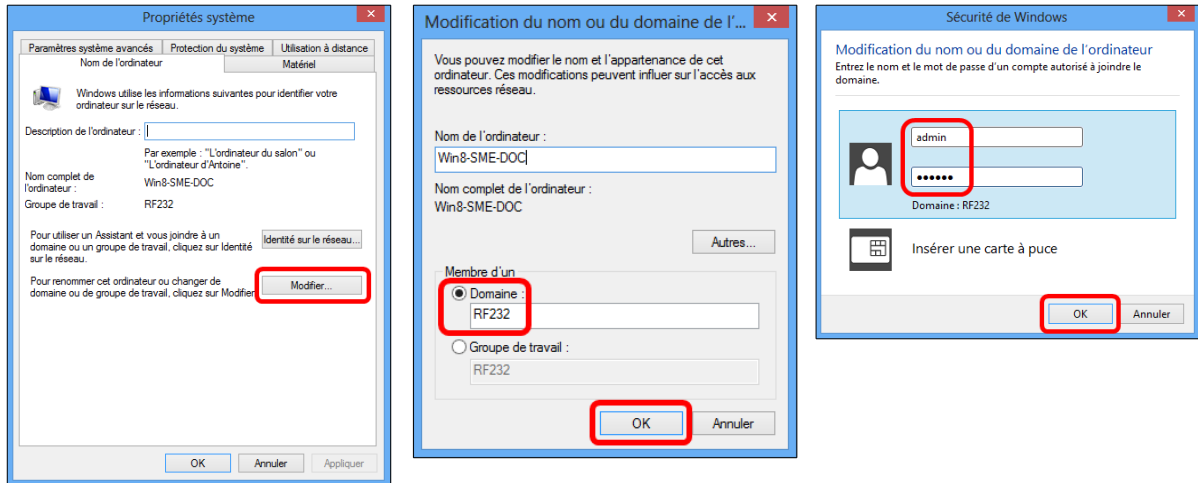 Propriétés système
Paramètres système avancés
Protection du système
Utilisation à distance
Nom de l'ordinateur
Matériel
Windows utilise les informations suivantes pour identifier votre
ordinateur sur le réseau.
Description de l'ordinateur :
Par exemple : "L'ordinateur du salon" ou
"L'ordinateur d'Antoine".
Nom complet de
l'ordinateur :
Win8-SME-DOC
Groupe de travail :
RF232
Pour utiliser un Assistant et vous joindre à un
domaine ou un groupe de travail, cliquez sur Identité
sur le réseau.
Identité sur le réseau...
Pour renommer cet ordinateur ou changer de
domaine ou de groupe de travail, cliquez sur Modifier
Modifier...
OK
Annuler
Appliquer
Modification du nom ou du domaine de l'...
Vous pouvez modifier le nom et l'appartenance de cet
ordinateur. Ces modifications peuvent influer sur l'accès aux
ressources réseau.
Nom de l'ordinateur :
Win8-SME-DOC
Nom complet de l'ordinateur :
Win8-SME-DOC
Autres...
Membre d'un
Domaine :
RF232
Groupe de travail :
RF232
OK
Annuler
Sécurité de Windows
Modification du nom ou du domaine de l'ordinateur
Entrez le nom et le mot de passe d'un compte autorisé à joindre le
domaine.
admin
••••••
Domaine : RF232
Insérer une carte à puce
OK
Annuler